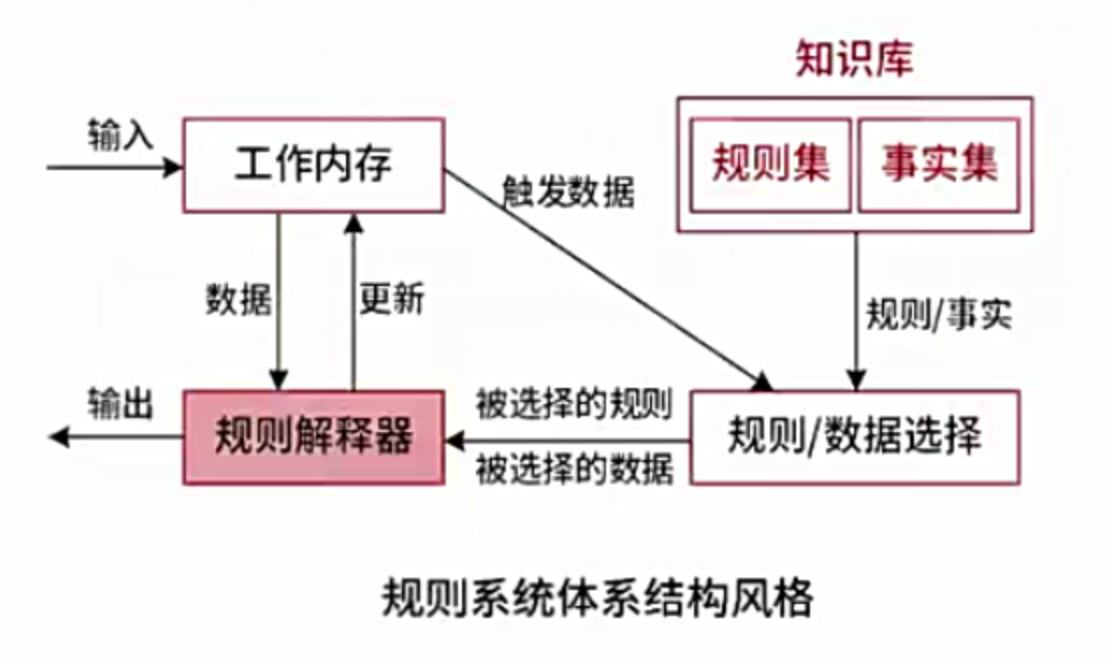 知识库
输入
工作内存
规则集
事实集
触发数据
数据
更新
规则/事实
输出
规则解释器
被选择的规则
被选择的数据
规则/数据选择
规则系统体系结构风格